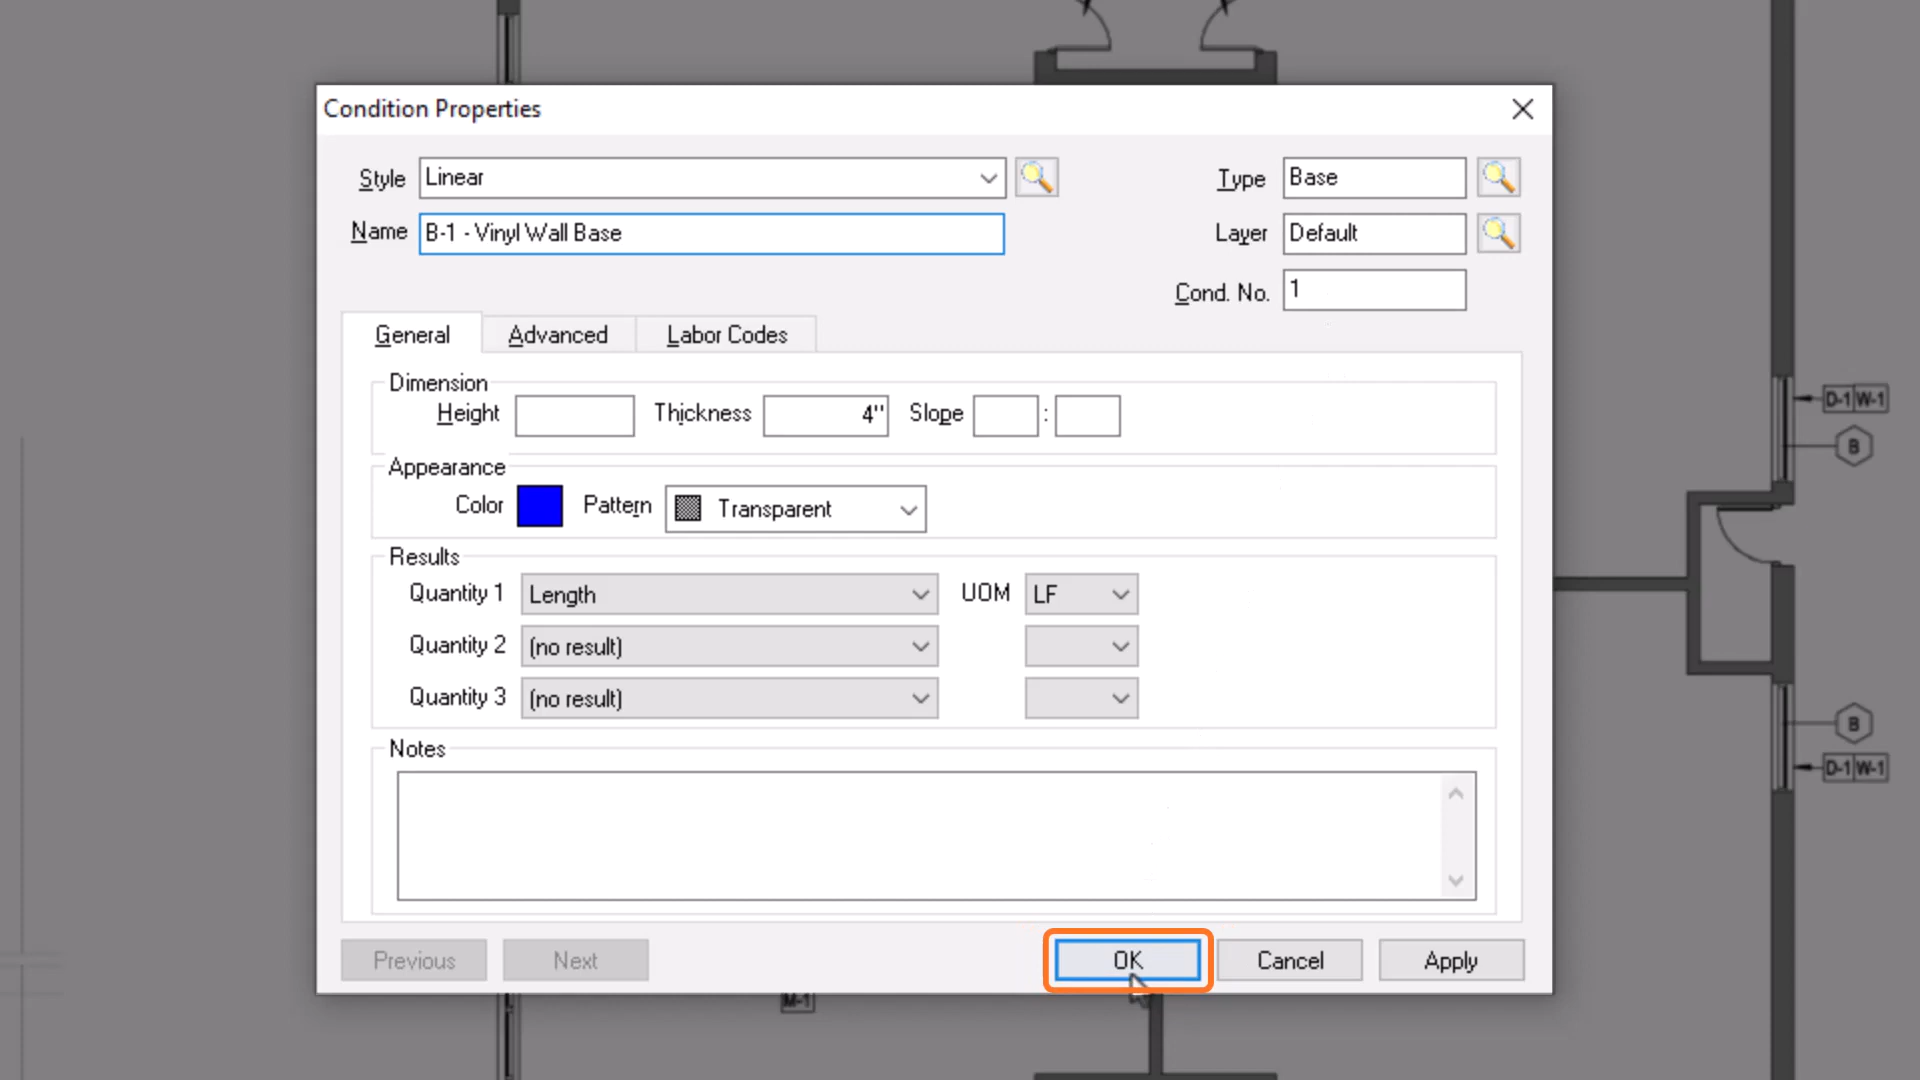 Condition Properties
Style Linear Type Base
Name B-1 - Vinyl Wall Base Layer Default
Cond. No. 1
General Advanced Labor Codes
Dimension
Height Thickness 4" Slope :
Appearance
Color Pattern Transparent
Results
Quantity 1 Length UOM LF
Quantity 2 (no result)
Quantity 3 (no result)
Notes
Previous Next OK Cancel Apply
D-1 W-1
B
B
D-1 W-1
M-1